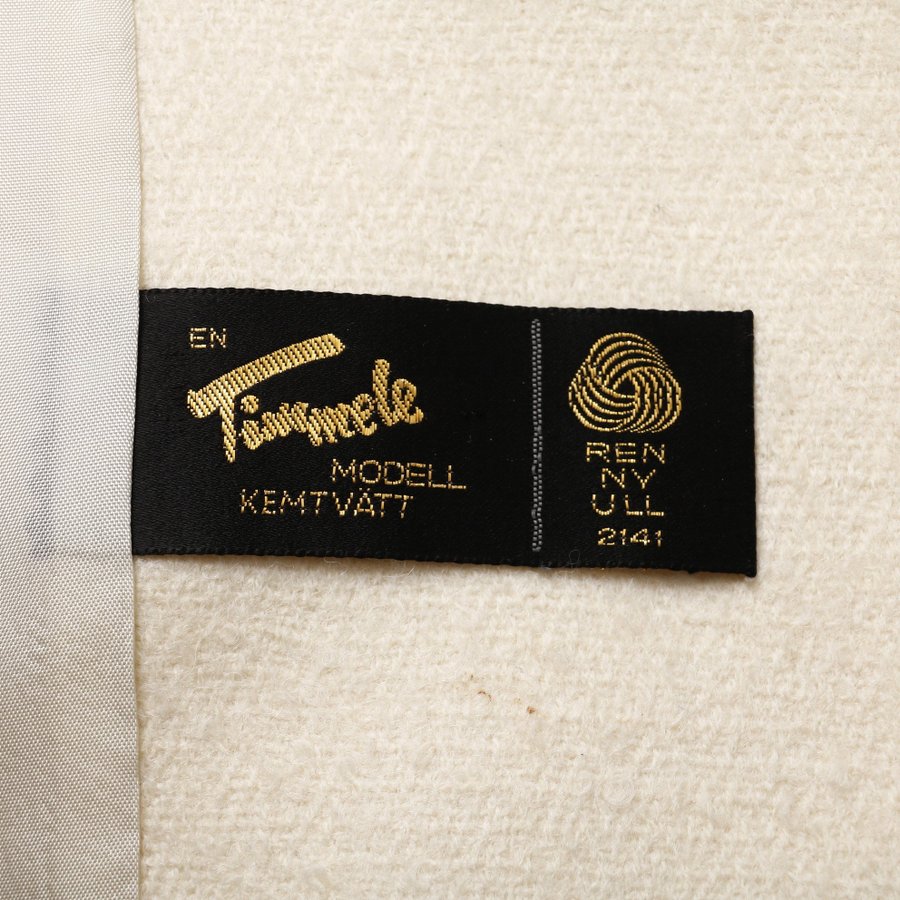 EN
Timmele
MODELL
KEMTVÄTT
REN
NY
ULL
2141